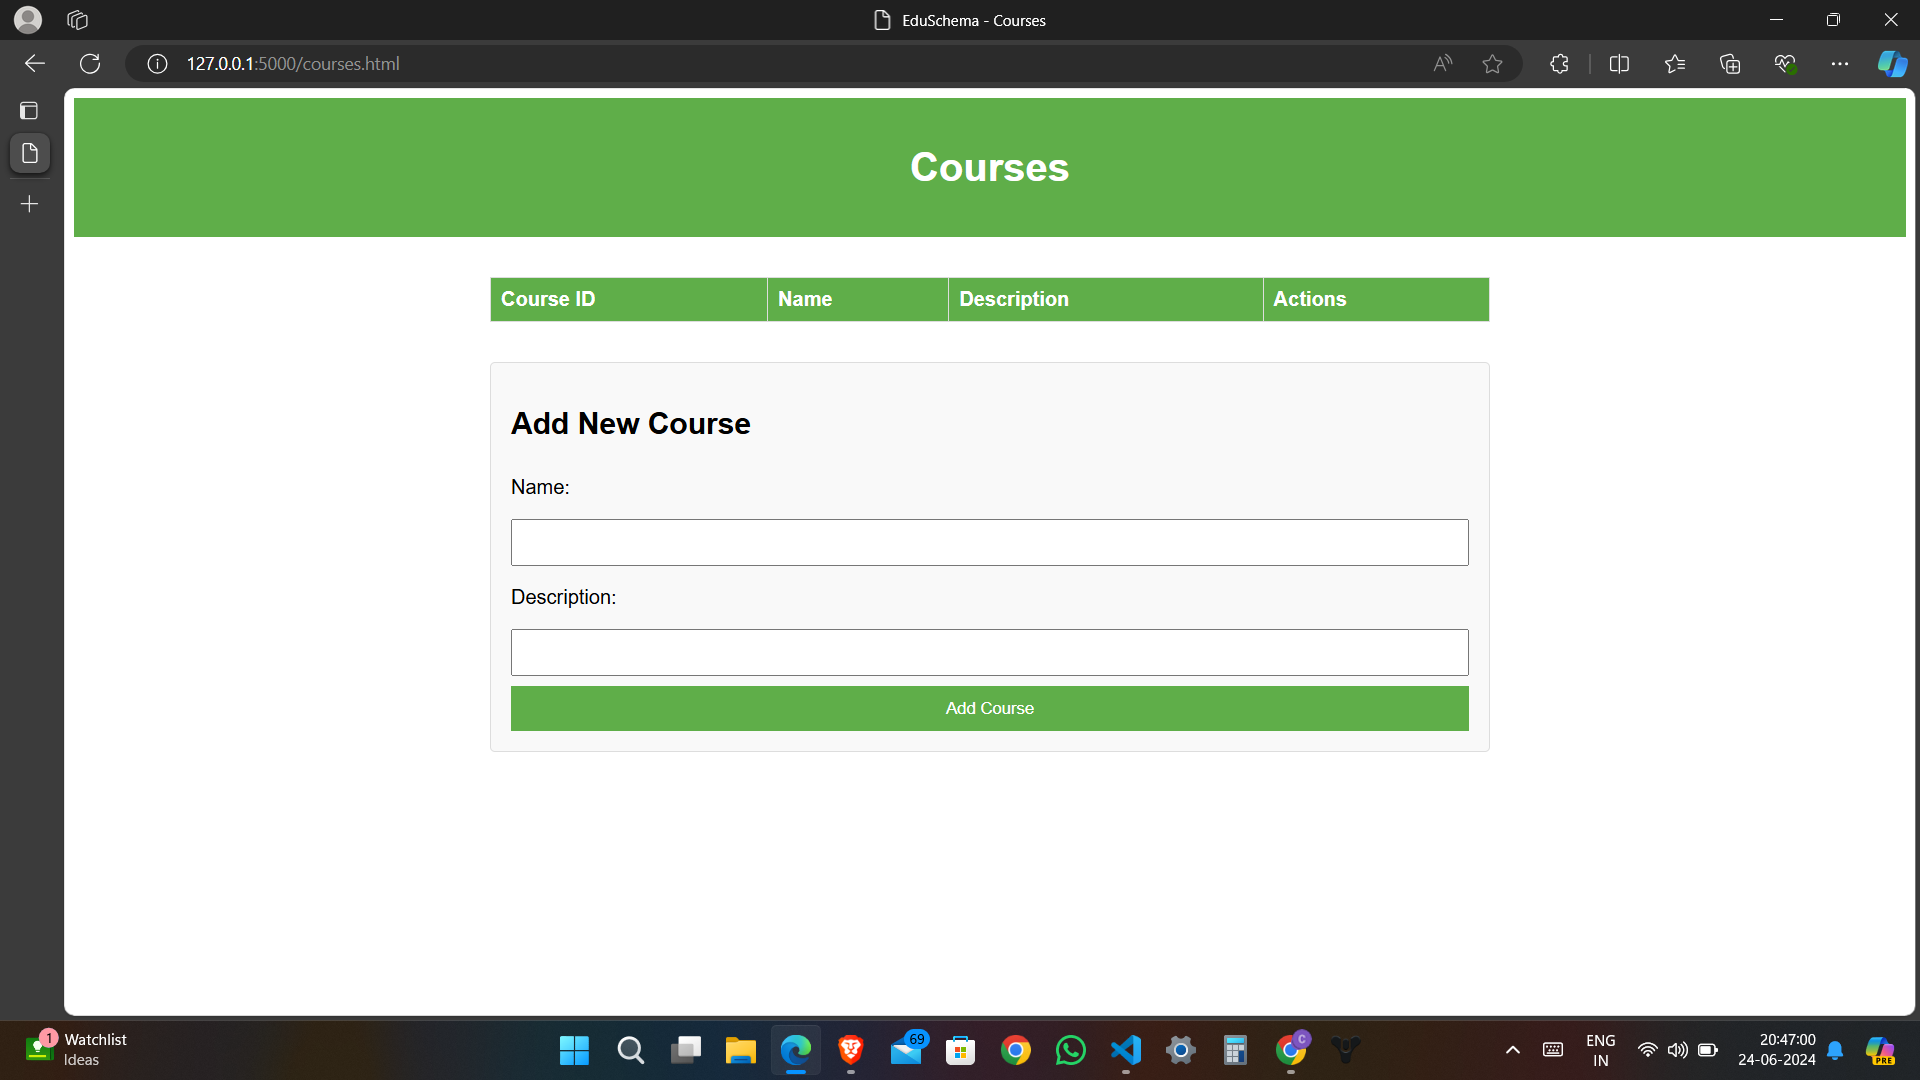 EduSchema - Courses
127.0.0.1:5000/courses.html
Courses
Course ID Name Description Actions
Add New Course
Name:
Description:
Add Course
1 Watchlist
Ideas
69
C
ENG
IN
20:47:00
24-06-2024
PRE